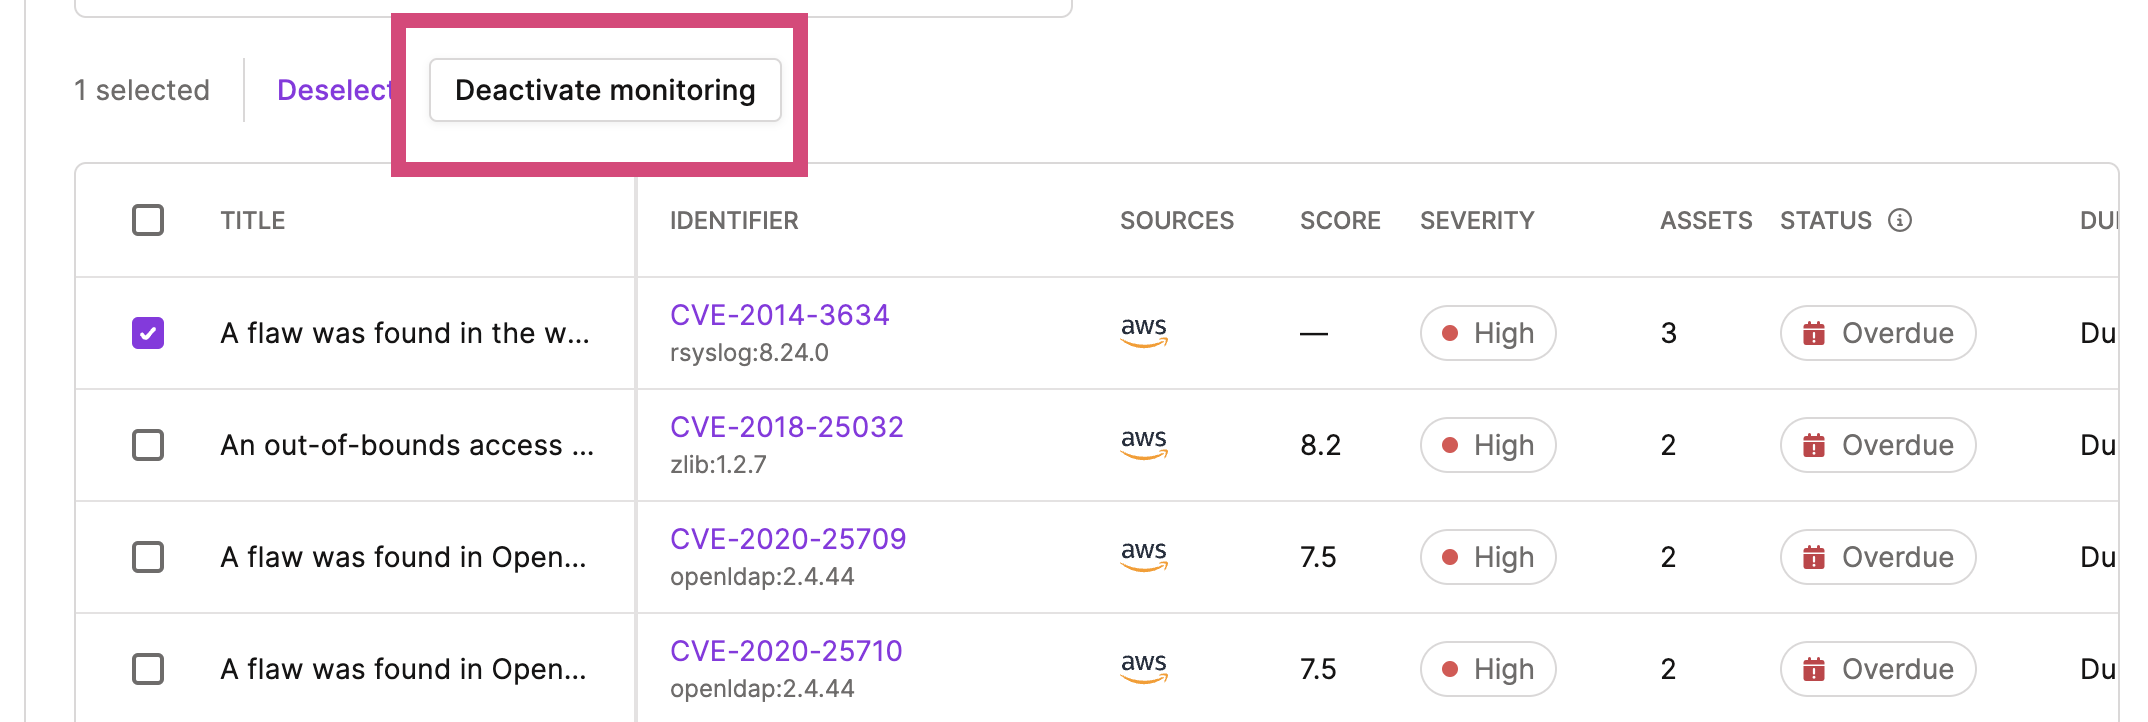 1 selected Deselect Deactivate monitoring
TITLE IDENTIFIER SOURCES SCORE SEVERITY ASSETS STATUS
A flaw was found in the w... CVE-2014-3634 rsyslog:8.24.0 aws — High 3 Overdue Du
An out-of-bounds access ... CVE-2018-25032 zlib:1.2.7 aws 8.2 High 2 Overdue Du
A flaw was found in Open... CVE-2020-25709 openldap:2.4.44 aws 7.5 High 2 Overdue Du
A flaw was found in Open... CVE-2020-25710 openldap:2.4.44 aws 7.5 High 2 Overdue Du